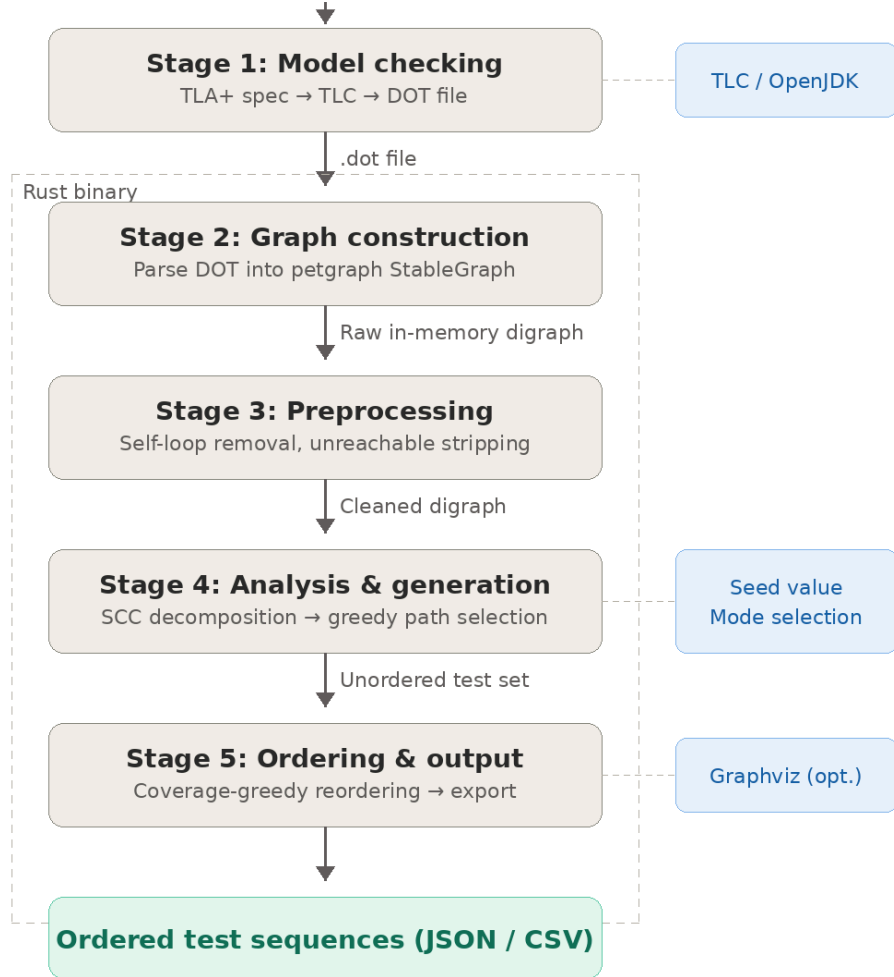 Stage 1: Model checking
TLA+ spec → TLC → DOT file
TLC / OpenJDK
.dot file
Rust binary
Stage 2: Graph construction
Parse DOT into petgraph StableGraph
Raw in-memory digraph
Stage 3: Preprocessing
Self-loop removal, unreachable stripping
Cleaned digraph
Stage 4: Analysis & generation
SCC decomposition → greedy path selection
Seed value
Mode selection
Unordered test set
Stage 5: Ordering & output
Coverage-greedy reordering → export
Graphviz (opt.)
Ordered test sequences (JSON / CSV)